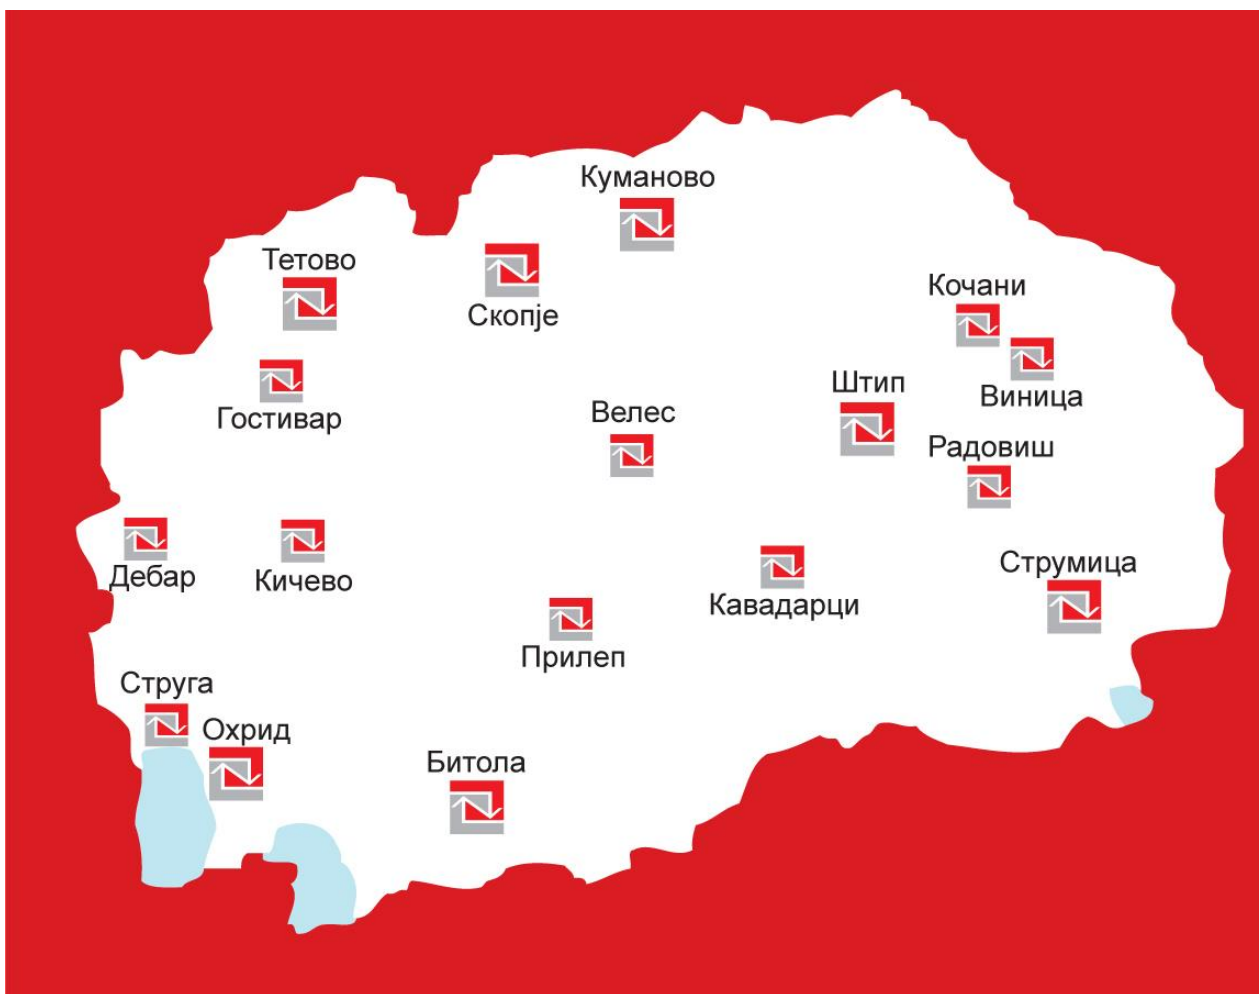 Куманово
Тетово
Скопје
Кочани
Виница
Штип
Гостивар
Велес
Радовиш
Дебар
Кичево
Струмица
Кавадарци
Прилеп
Струга
Охрид
Битола